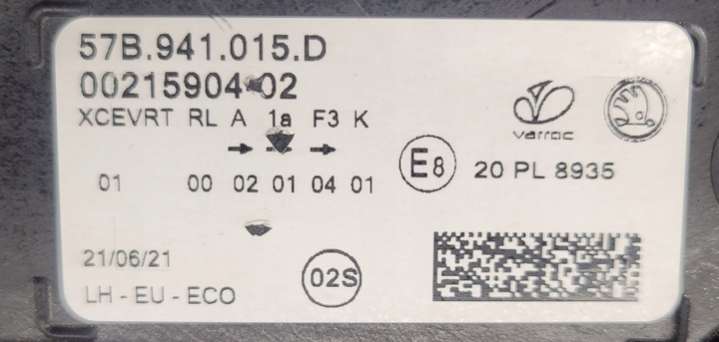 57B.941.015.D
00215904-02
XCEVRT RL A 1a F3 K
01 00 02 01 04 01
varroc
E8
20 PL 8935
21/06/21
LH - EU - ECO
02S